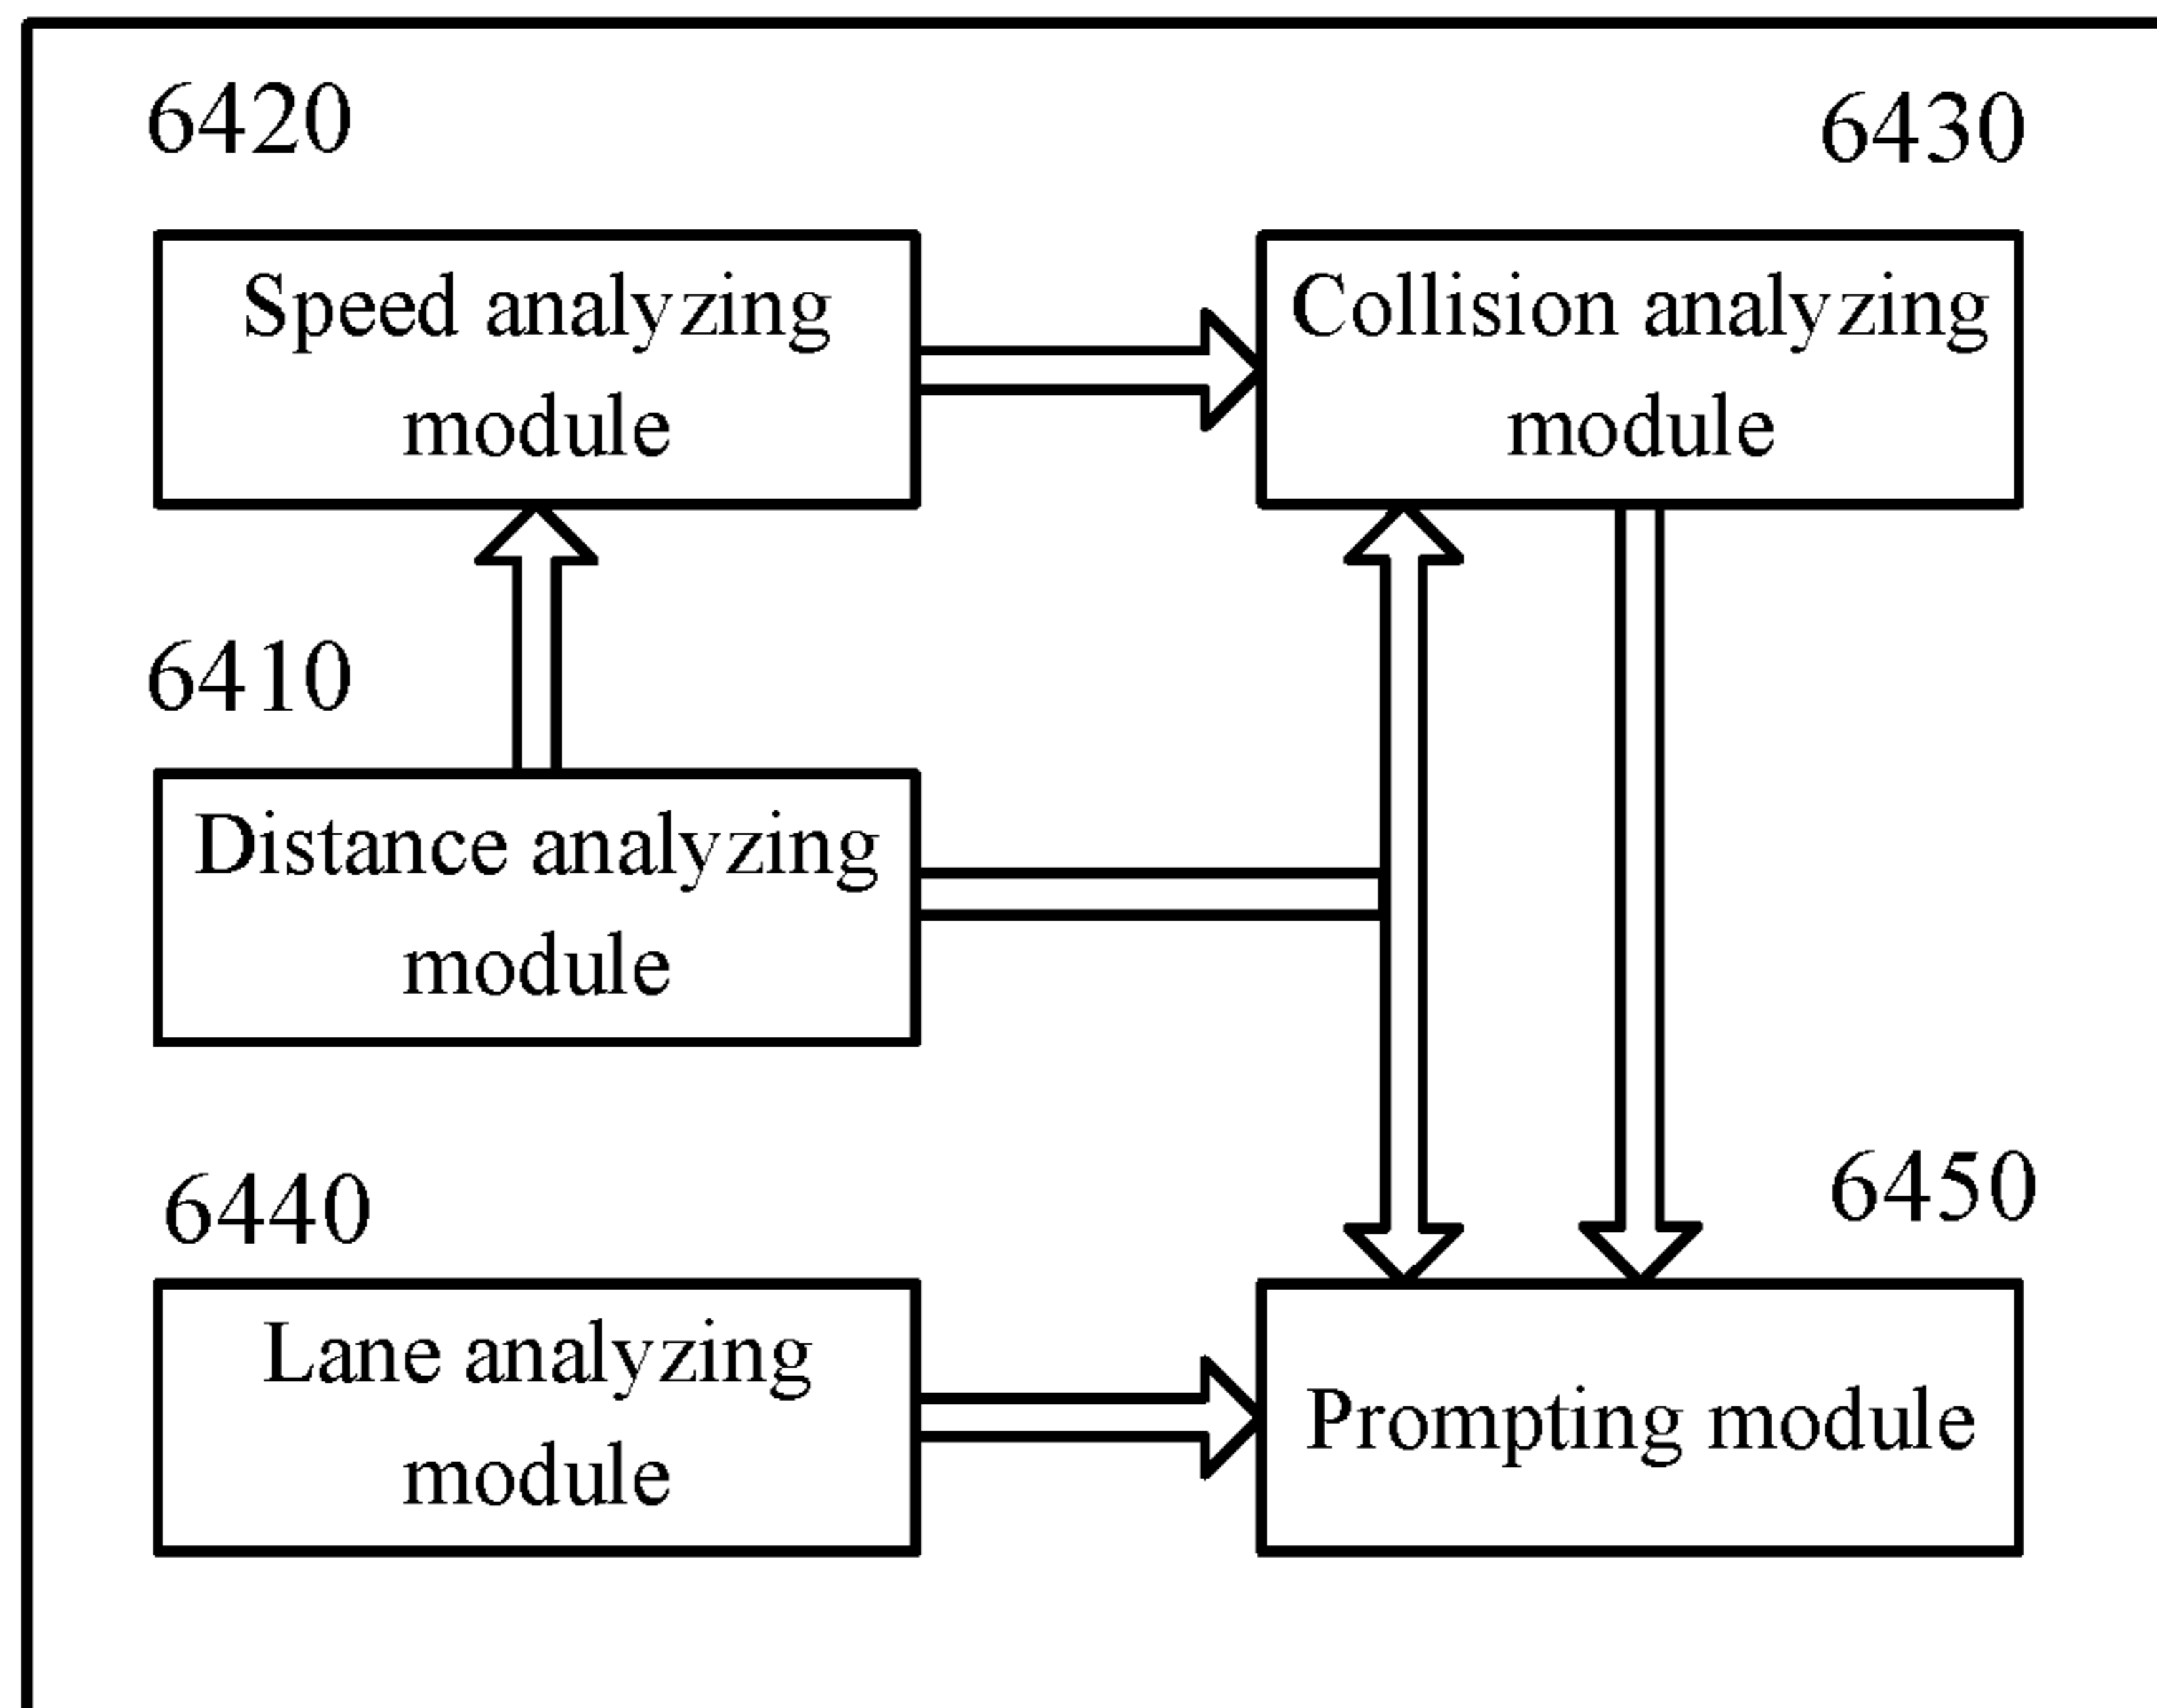 6420
6430
Speed analyzing
module
Collision analyzing
module
6410
Distance analyzing
module
6440
6450
Lane analyzing
module
Prompting module